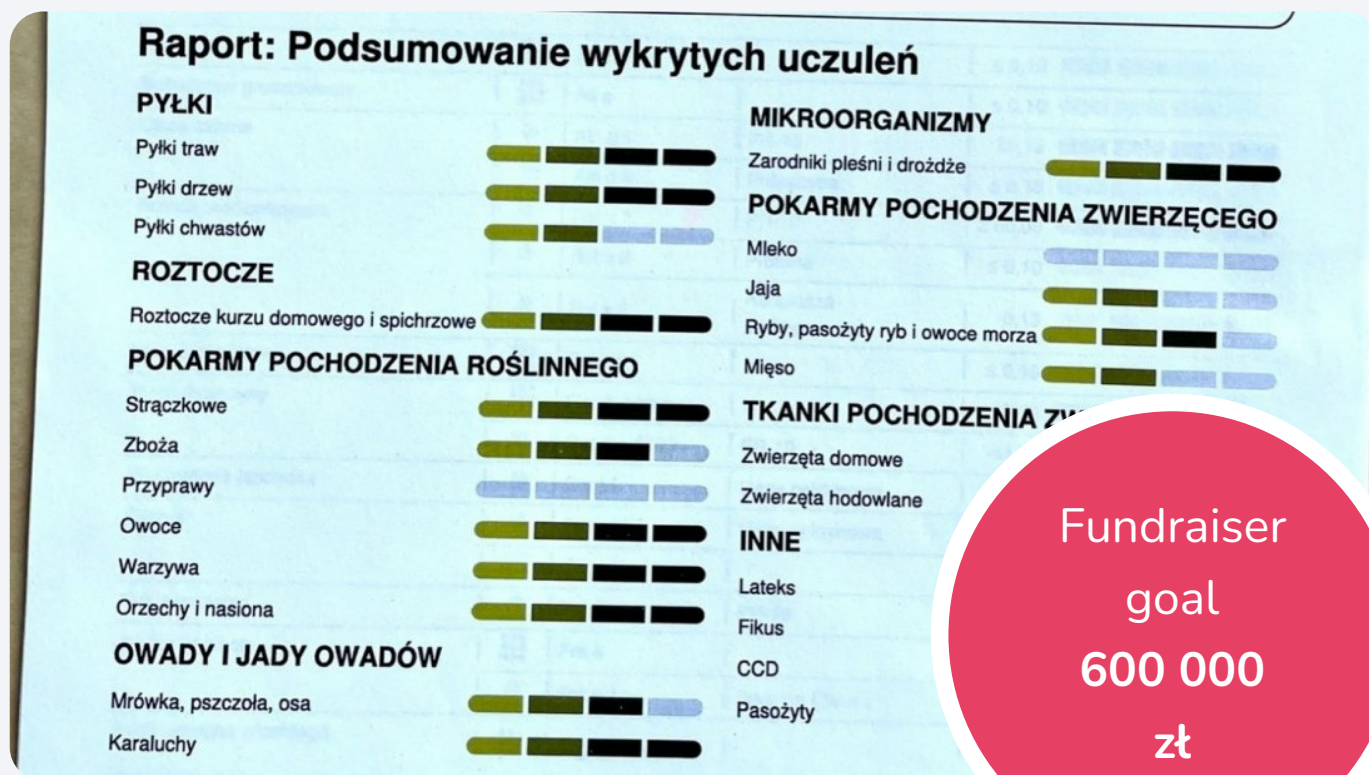 Raport: Podsumowanie wykrytych uczuleń
PYŁKI
Pyłki traw
Pyłki drzew
Pyłki chwastów
ROZTOCZE
Roztocze kurzu domowego i spichrzowe
POKARMY POCHODZENIA ROŚLINNEGO
Strączkowe
Zboża
Przyprawy
Owoce
Warzywa
Orzechy i nasiona
OWADY I JADY OWADÓW
Mrówka, pszczoła, osa
Karaluchy
MIKROORGANIZMY
Zarodniki pleśni i drożdże
POKARMY POCHODZENIA ZWIERZĘCEGO
Mleko
Jaja
Ryby, pasożyty ryb i owoce morza
Mięso
TKANKI POCHODZENIA
Zwierzęta domowe
Zwierzęta hodowlane
INNE
Lateks
Fikus
CCD
Pasożyty
Fundraiser
goal
600 000
zł